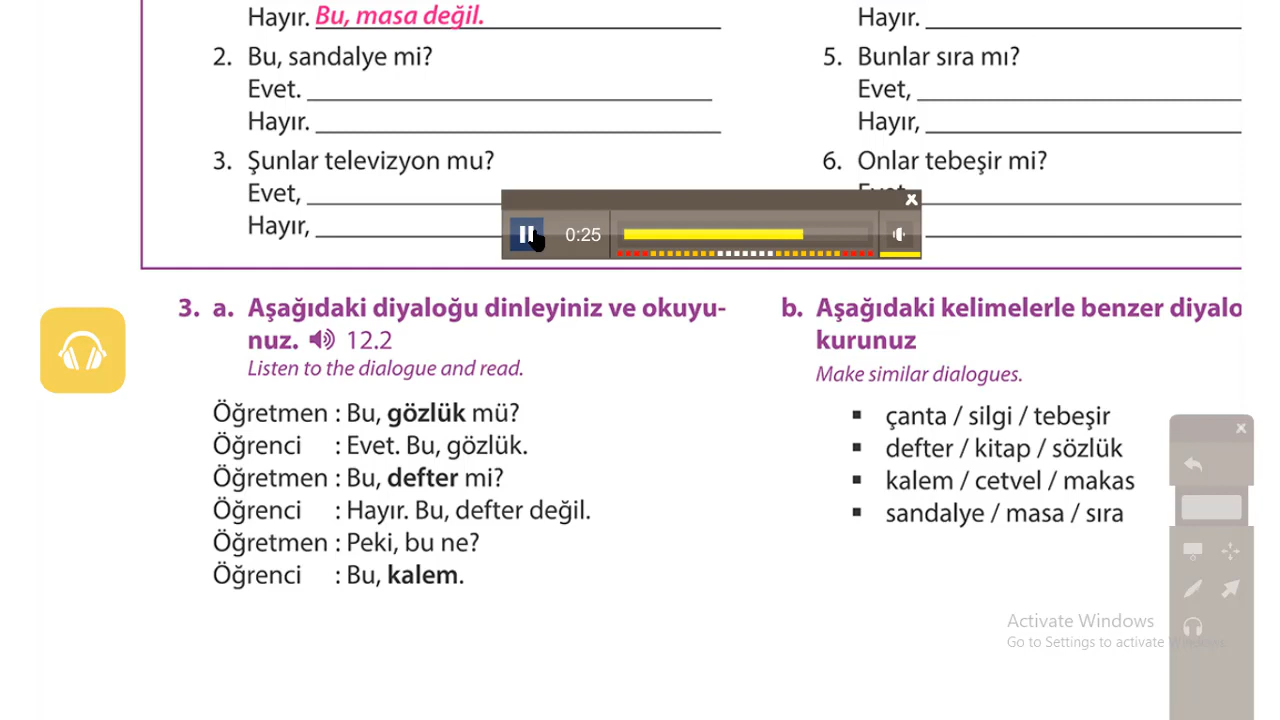 Hayır. Bu, masa değil.
2. Bu, sandalye mi?
Evet.
Hayır.
3. Şunlar televizyon mu?
Evet,
Hayır,
Hayır.
5. Bunlar sıra mı?
Evet,
Hayır,
6. Onlar tebeşir mi?
0:25
3. a. Aşağıdaki diyaloğu dinleyiniz ve okuyu-
nuz. 12.2
Listen to the dialogue and read.
Öğretmen : Bu, gözlük mü?
Öğrenci : Evet. Bu, gözlük.
Öğretmen : Bu, defter mi?
Öğrenci : Hayır. Bu, defter değil.
Öğretmen : Peki, bu ne?
Öğrenci : Bu, kalem.
b. Aşağıdaki kelimelerle benzer diyalo
kurunuz
Make similar dialogues.
▪ çanta / silgi / tebeşir
▪ defter / kitap / sözlük
▪ kalem / cetvel / makas
▪ sandalye / masa / sıra
Activate Windows
Go to Settings to activate Windows.